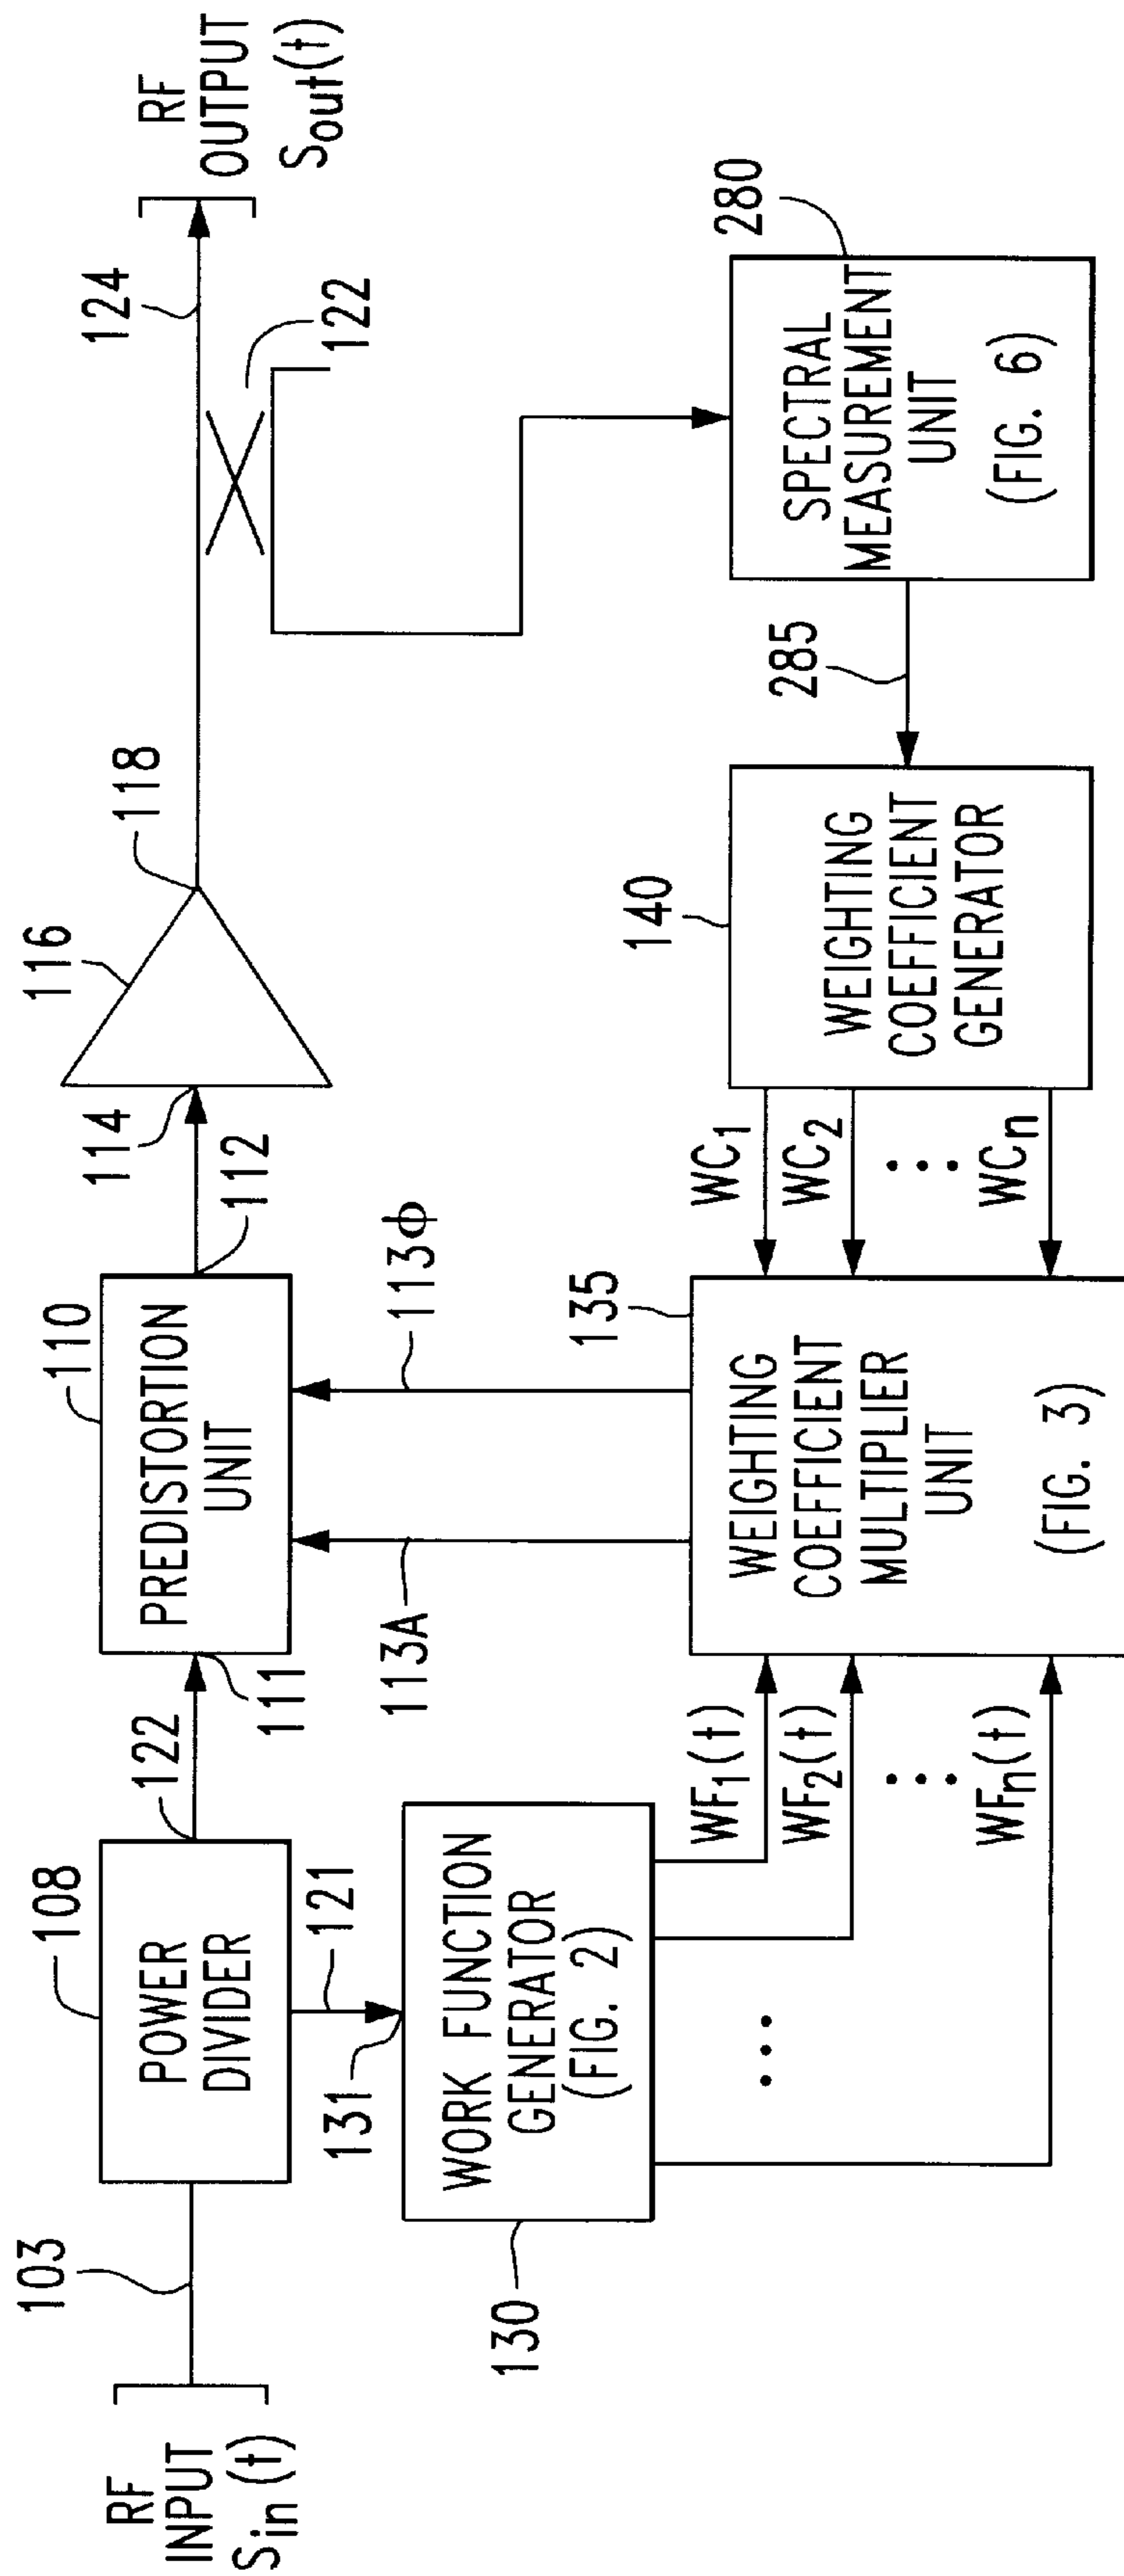 RF
INPUT
Sin (t)
103
108
POWER
DIVIDER
122
111
110
PREDISTORTION
UNIT
112
114
116
118
124
RF
OUTPUT
Sout(t)
122
121
131
WORK FUNCTION
GENERATOR
(FIG. 2)
130
113A
113Φ
WF1(t)
WF2(t)
...
...
WFn(t)
135
WEIGHTING
COEFFICIENT
MULTIPLIER
UNIT
(FIG. 3)
WC1
WC2
...
WCn
140
WEIGHTING
COEFFICIENT
GENERATOR
285
280
SPECTRAL
MEASUREMENT
UNIT
(FIG. 6)